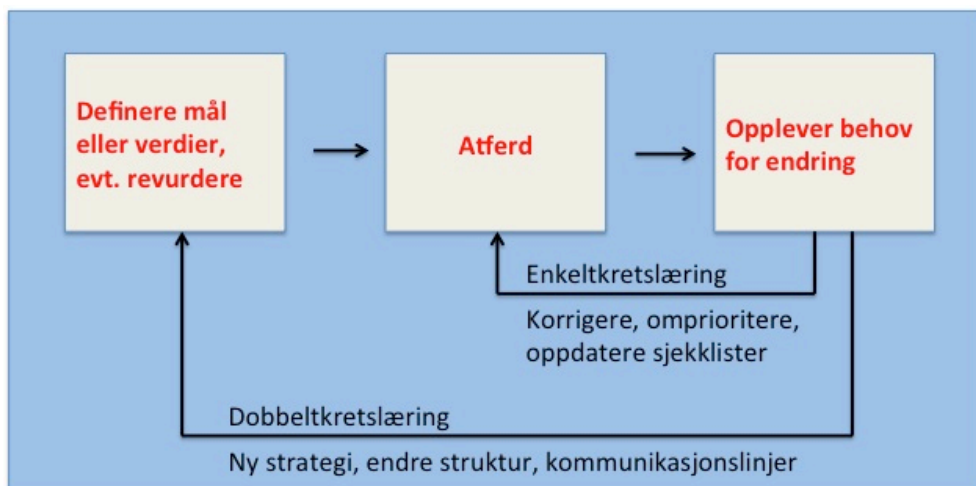 Definere mål
eller verdier,
evt. revurdere
Atferd
Opplever behov
for endring
Enkeltkretslæring
Korrigere, omprioritere,
oppdatere sjekklister
Dobbeltkretslæring
Ny strategi, endre struktur, kommunikasjonslinjer